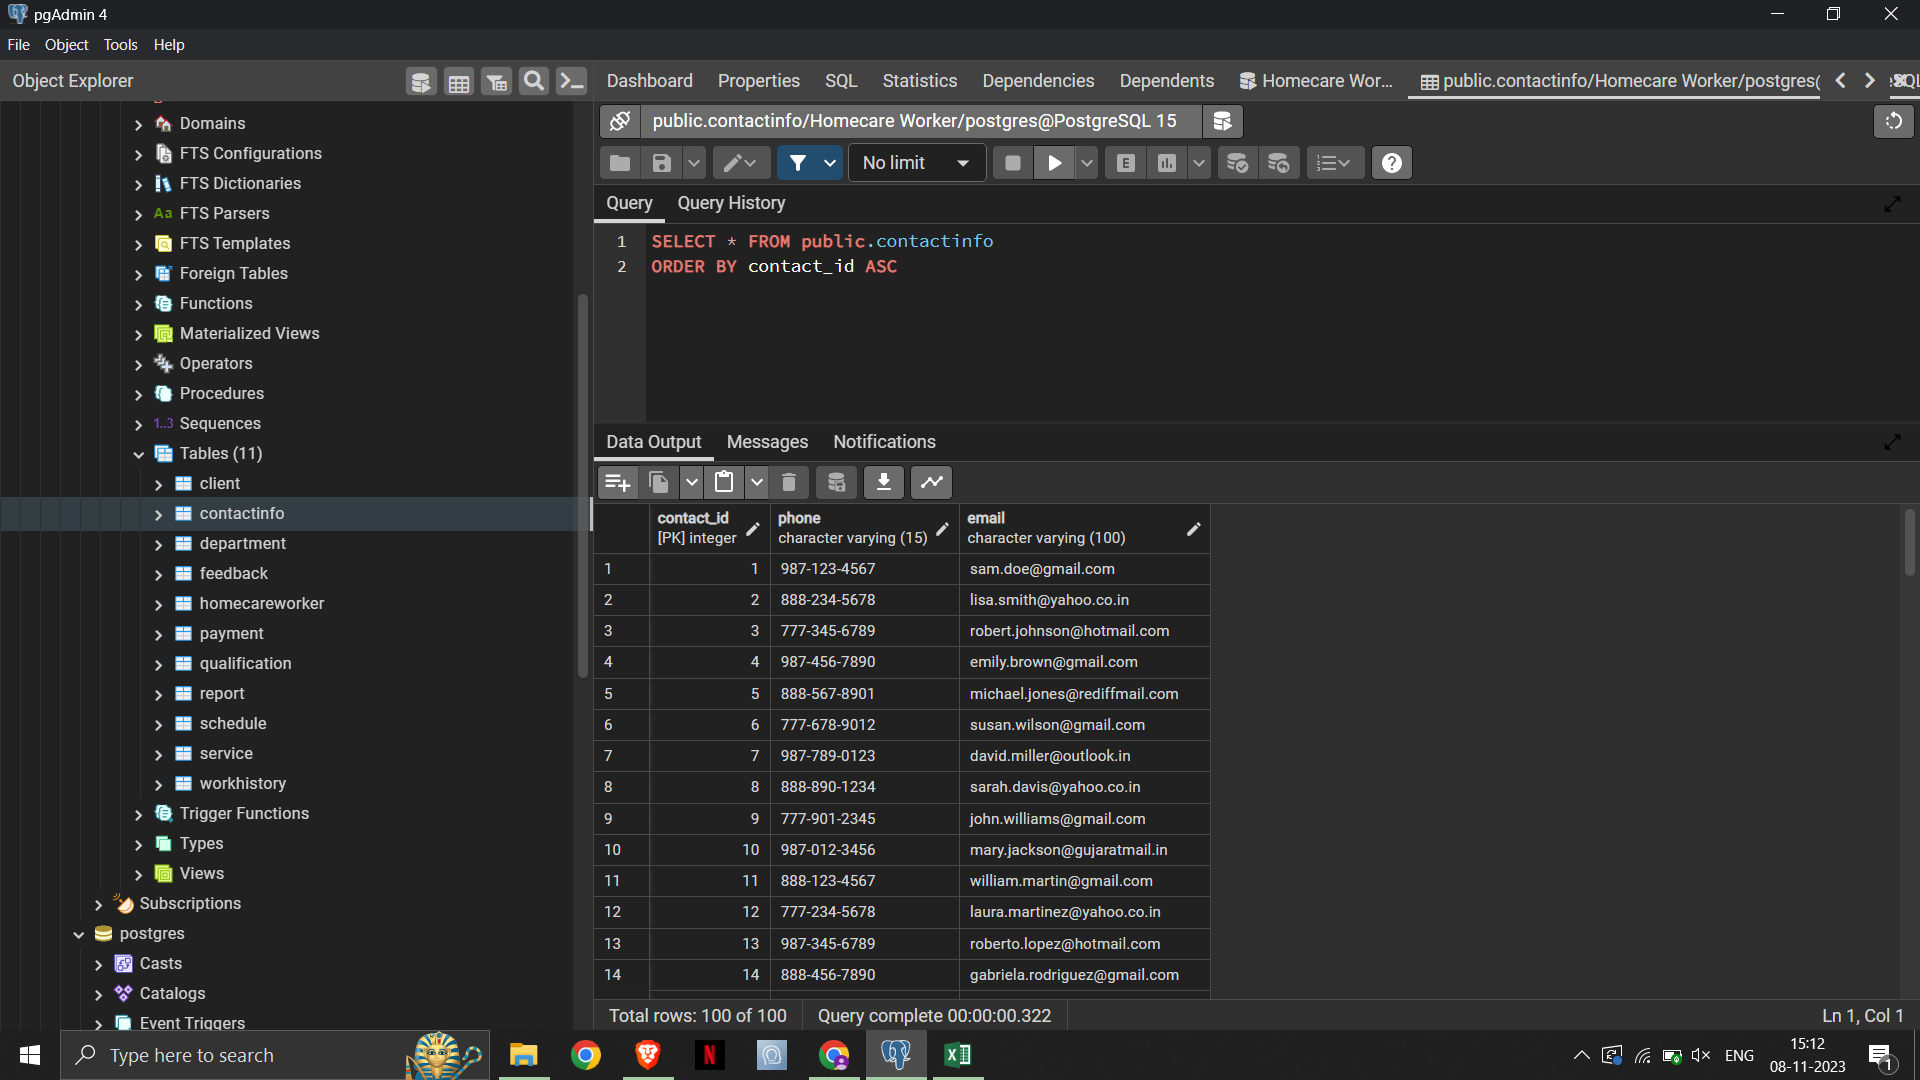 pgAdmin 4
File Object Tools Help
Object Explorer
Dashboard Properties SQL Statistics Dependencies Dependents Homecare Wor... public.contactinfo/Homecare Worker/postgres(
public.contactinfo/Homecare Worker/postgres@PostgreSQL 15
No limit
Query Query History
1 SELECT * FROM public.contactinfo
2 ORDER BY contact_id ASC
Domains
FTS Configurations
FTS Dictionaries
Aa FTS Parsers
FTS Templates
Foreign Tables
Functions
Materialized Views
Operators
Procedures
1..3 Sequences
Tables (11)
client
contactinfo
department
feedback
homecareworker
payment
qualification
report
schedule
service
workhistory
Trigger Functions
Types
Views
Subscriptions
postgres
Casts
Catalogs
Event Triggers
Data Output Messages Notifications
contact_id phone email
[PK] integer character varying (15) character varying (100)
1 1 987-123-4567 sam.doe@gmail.com
2 2 888-234-5678 lisa.smith@yahoo.co.in
3 3 777-345-6789 robert.johnson@hotmail.com
4 4 987-456-7890 emily.brown@gmail.com
5 5 888-567-8901 michael.jones@rediffmail.com
6 6 777-678-9012 susan.wilson@gmail.com
7 7 987-789-0123 david.miller@outlook.in
8 8 888-890-1234 sarah.davis@yahoo.co.in
9 9 777-901-2345 john.williams@gmail.com
10 10 987-012-3456 mary.jackson@gujaratmail.in
11 11 888-123-4567 william.martin@gmail.com
12 12 777-234-5678 laura.martinez@yahoo.co.in
13 13 987-345-6789 roberto.lopez@hotmail.com
14 14 888-456-7890 gabriela.rodriguez@gmail.com
Total rows: 100 of 100 Query complete 00:00:00.322 Ln 1, Col 1
Type here to search
ENG
15:12
08-11-2023
1